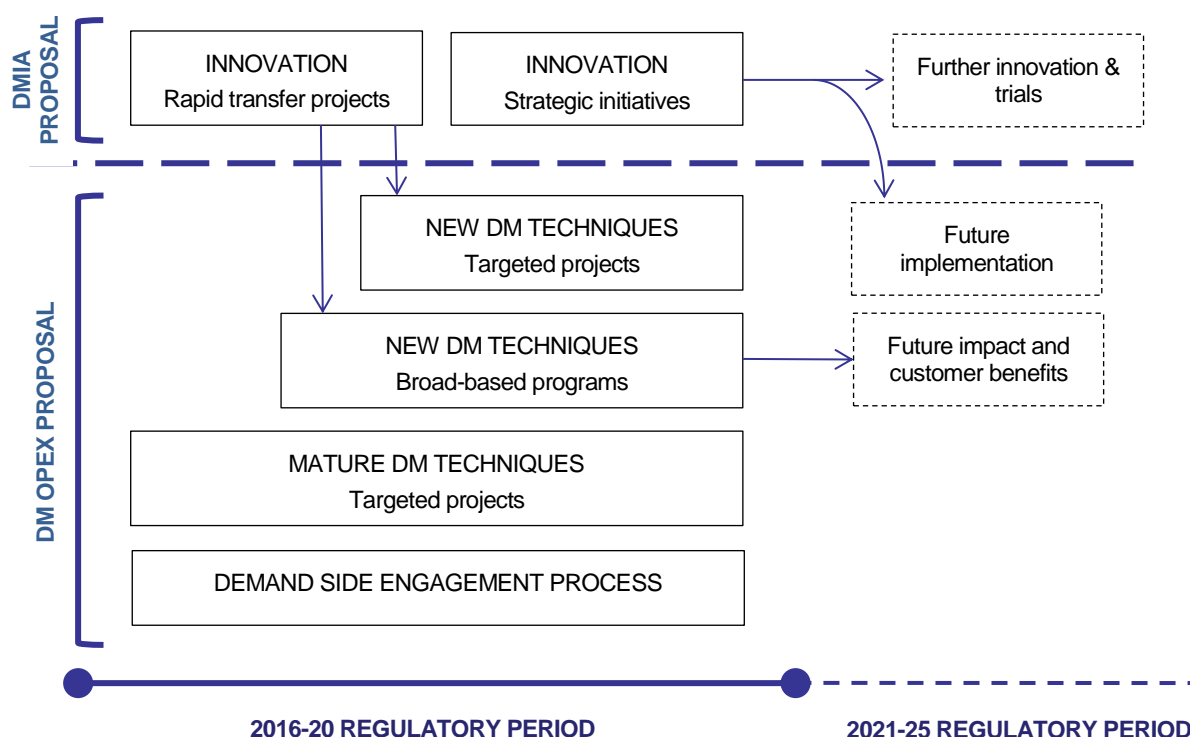 DMIA
PROPOSAL
INNOVATION
Rapid transfer projects
INNOVATION
Strategic initiatives
Further innovation &
trials
DM OPEX PROPOSAL
NEW DM TECHNIQUES
Targeted projects
Future
implementation
NEW DM TECHNIQUES
Broad-based programs
Future impact and
customer benefits
MATURE DM TECHNIQUES
Targeted projects
DEMAND SIDE ENGAGEMENT PROCESS
2016-20 REGULATORY PERIOD
2021-25 REGULATORY PERIOD